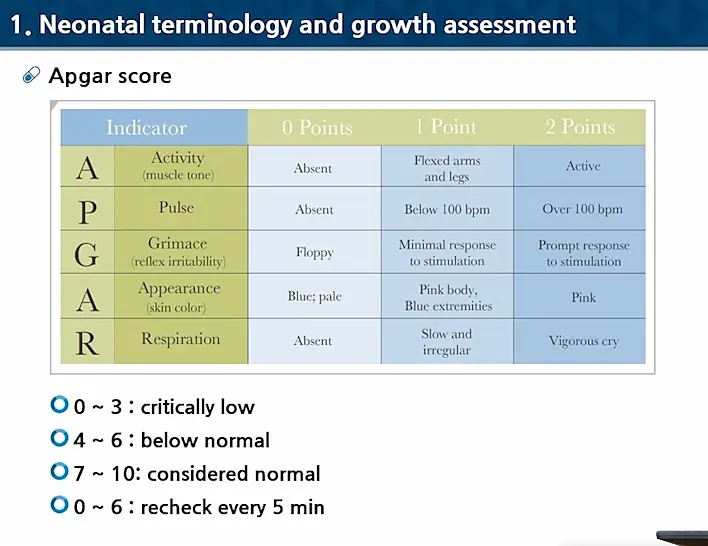 1. Neonatal terminology and growth assessment
Apgar score
Indicator 0 Points 1 Point 2 Points
A Activity (muscle tone) Absent Flexed arms and legs Active
P Pulse Absent Below 100 bpm Over 100 bpm
G Grimace (reflex irritability) Floppy Minimal response to stimulation Prompt response to stimulation
A Appearance (skin color) Blue; pale Pink body, Blue extremities Pink
R Respiration Absent Slow and irregular Vigorous cry
0 ~ 3 : critically low
4 ~ 6 : below normal
7 ~ 10: considered normal
0 ~ 6 : recheck every 5 min